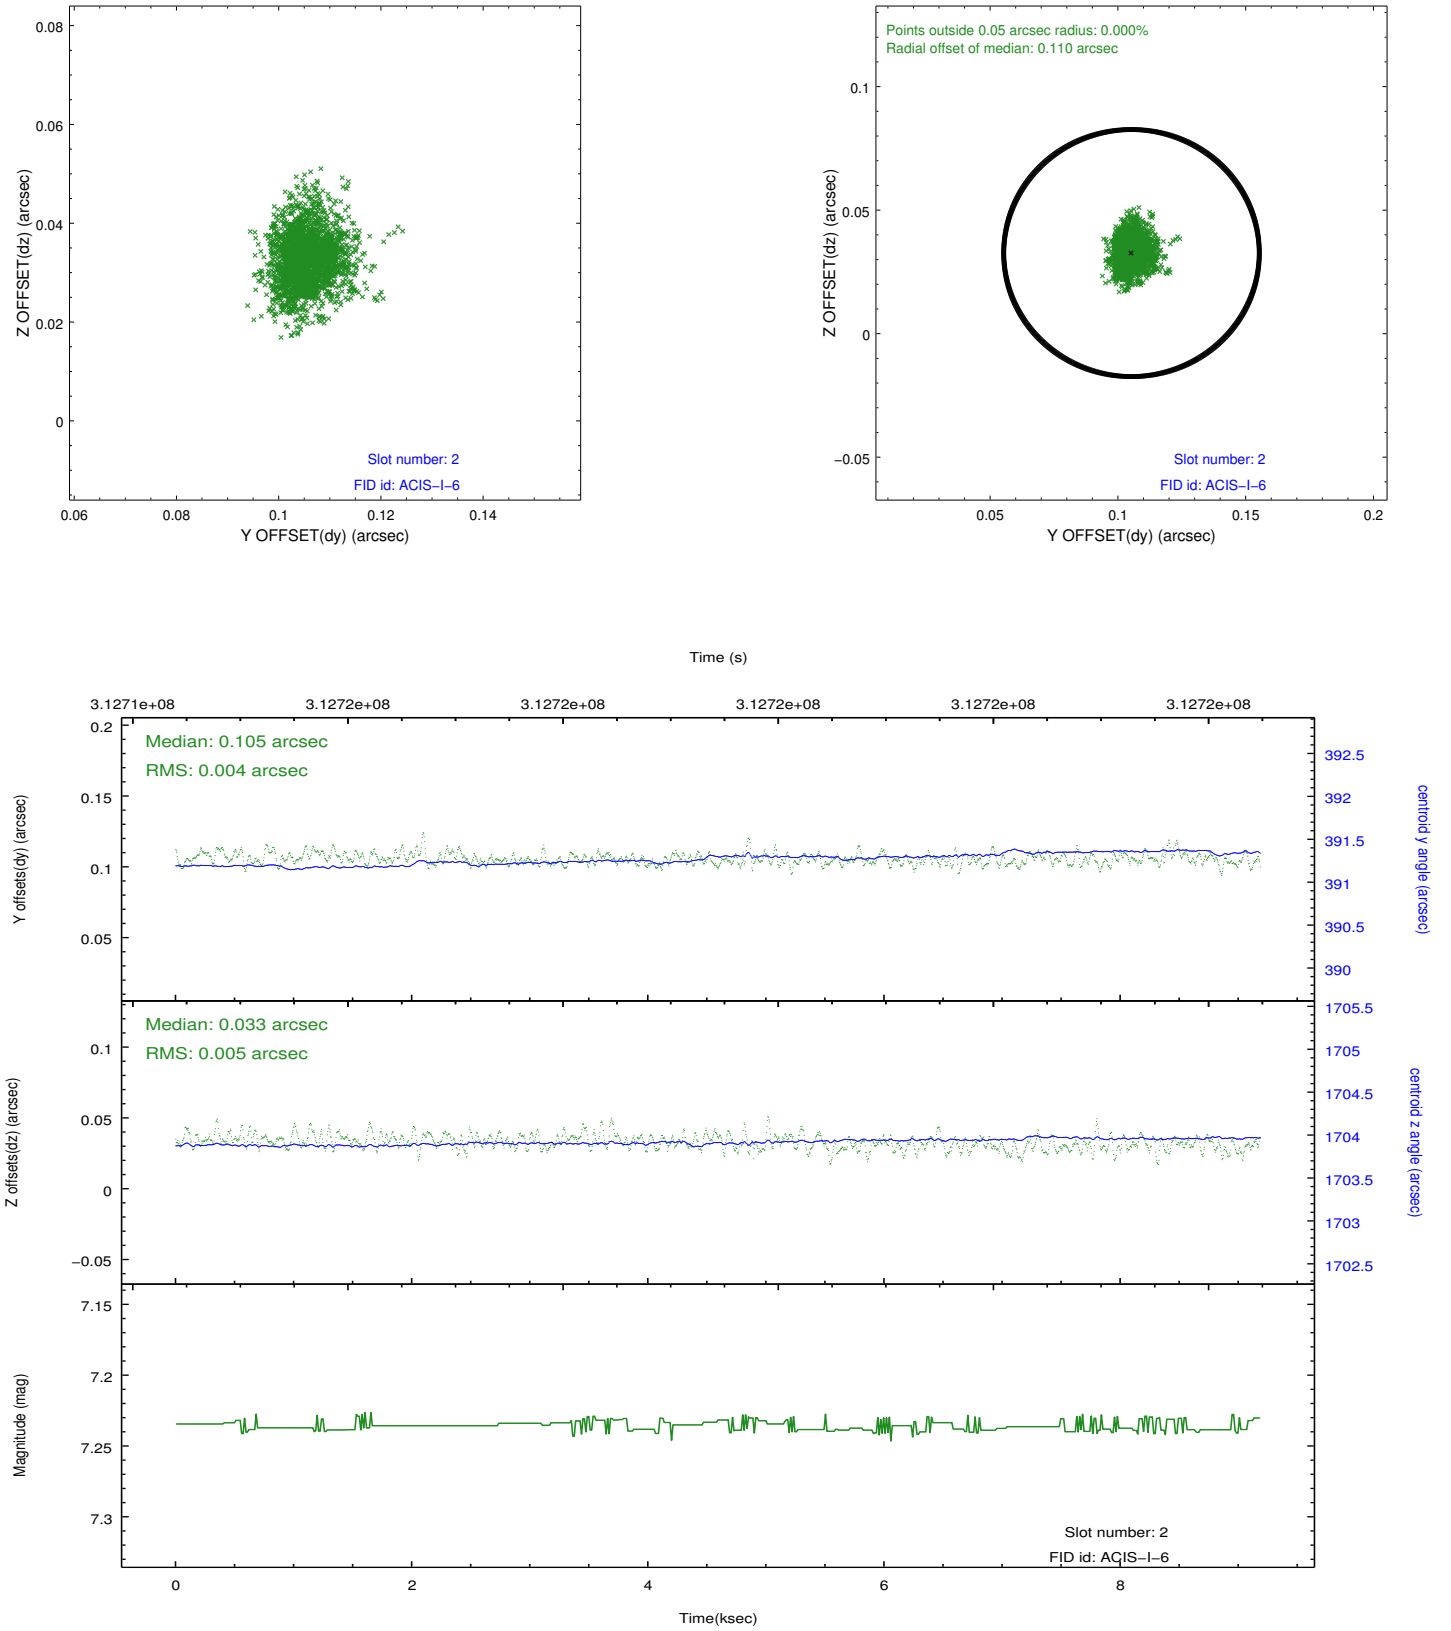 0.08
0.06
0.04
0.02
0
Z OFFSET(dz) (arcsec)
Slot number: 2
FID id: ACIS−I−6
0.06 0.08 0.1 0.12 0.14
Y OFFSET(dy) (arcsec)
Points outside 0.05 arcsec radius: 0.000%
Radial offset of median: 0.110 arcsec
0.1
0.05
0
−0.05
Z OFFSET(dz) (arcsec)
Slot number: 2
FID id: ACIS−I−6
0.05 0.1 0.15 0.2
Y OFFSET(dy) (arcsec)
Time (s)
3.1271e+08 3.1272e+08 3.1272e+08 3.1272e+08 3.1272e+08 3.1272e+08
Median: 0.105 arcsec
RMS: 0.004 arcsec
0.2
0.15
0.1
0.05
Y offsets(dy) (arcsec)
392.5
392
391.5
391
390.5
390
centroid y angle (arcsec)
Median: 0.033 arcsec
RMS: 0.005 arcsec
0.1
0.05
0
−0.05
Z offsets(dz) (arcsec)
1705.5
1705
1704.5
1704
1703.5
1703
1702.5
centroid z angle (arcsec)
7.15
7.2
7.25
7.3
Magnitude (mag)
Slot number: 2
FID id: ACIS−I−6
0 2 4 6 8
Time(ksec)